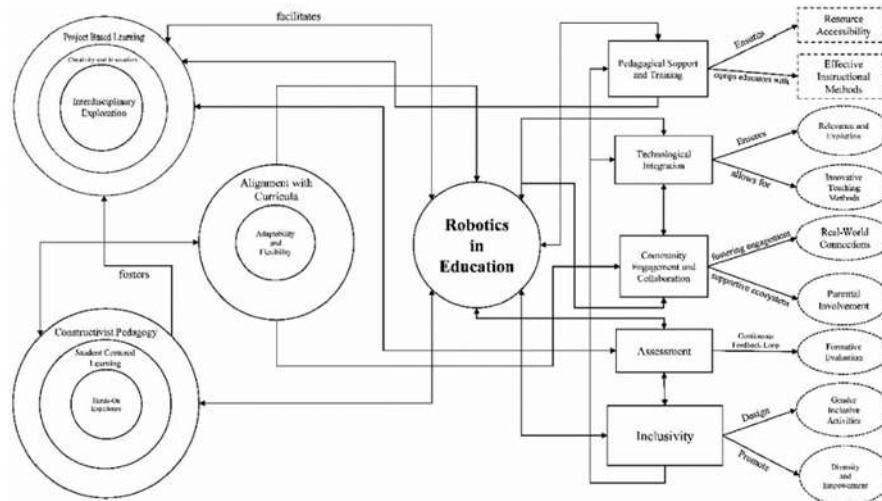 facilitates
Project Based Learning
Creativity and Innovation
Interdisciplinary
Exploration
Alignment with
Curricula
Adaptability
and
Flexibility
fosters
Constructivist Pedagogy
Student Centered
Learning
Hands-On
Experience
Robotics
in
Education
Pedagogical Support
and Training
Ensures
equips educators with
Resource
Accessibility
Effective
Instructional
Methods
Technological
Integration
Ensures
allows for
Relevance and
Evolution
Innovative
Teaching
Methods
Community
Engagement and
Collaboration
fostering engagement
supportive ecosystem
Real-World
Connections
Parental
Involvement
Assessment
Continuous
Feedback Loop
Formative
Evaluation
Inclusivity
Design
Promote
Gender
Inclusive
Activities
Diversity
and
Empowerment